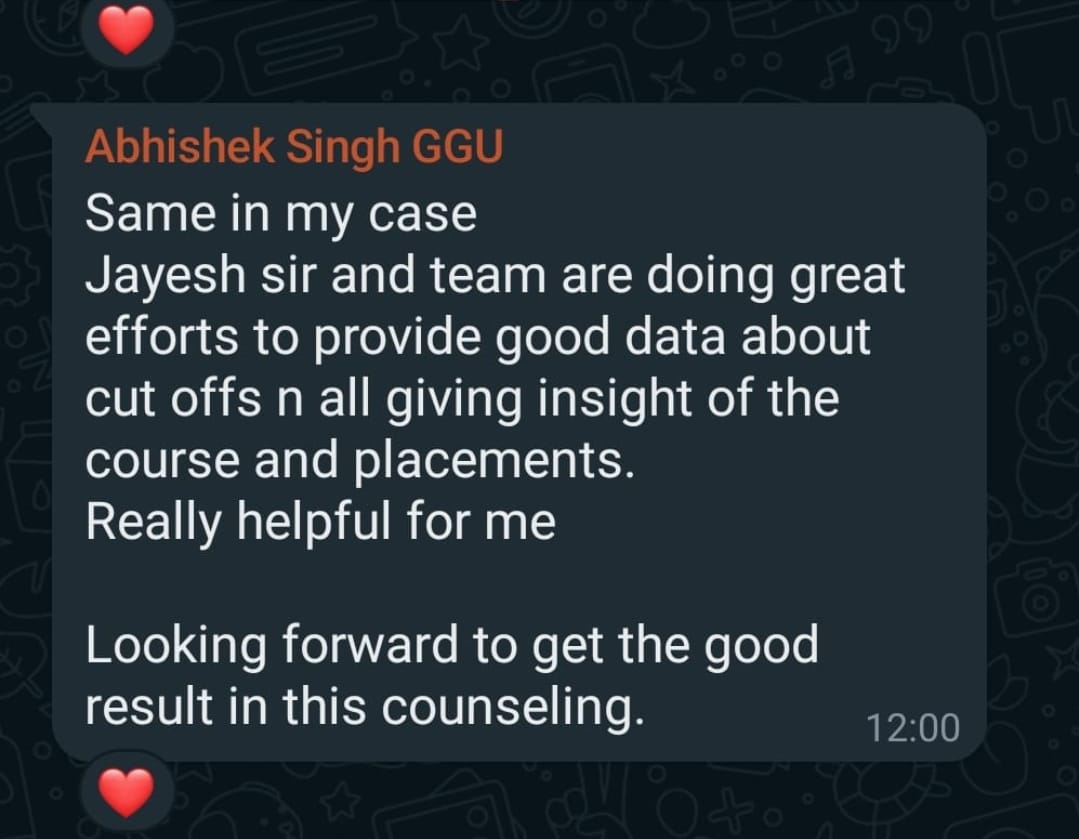 Abhishek Singh GGU
Same in my case
Jayesh sir and team are doing great
efforts to provide good data about
cut offs n all giving insight of the
course and placements.
Really helpful for me
Looking forward to get the good
result in this counseling.
12:00